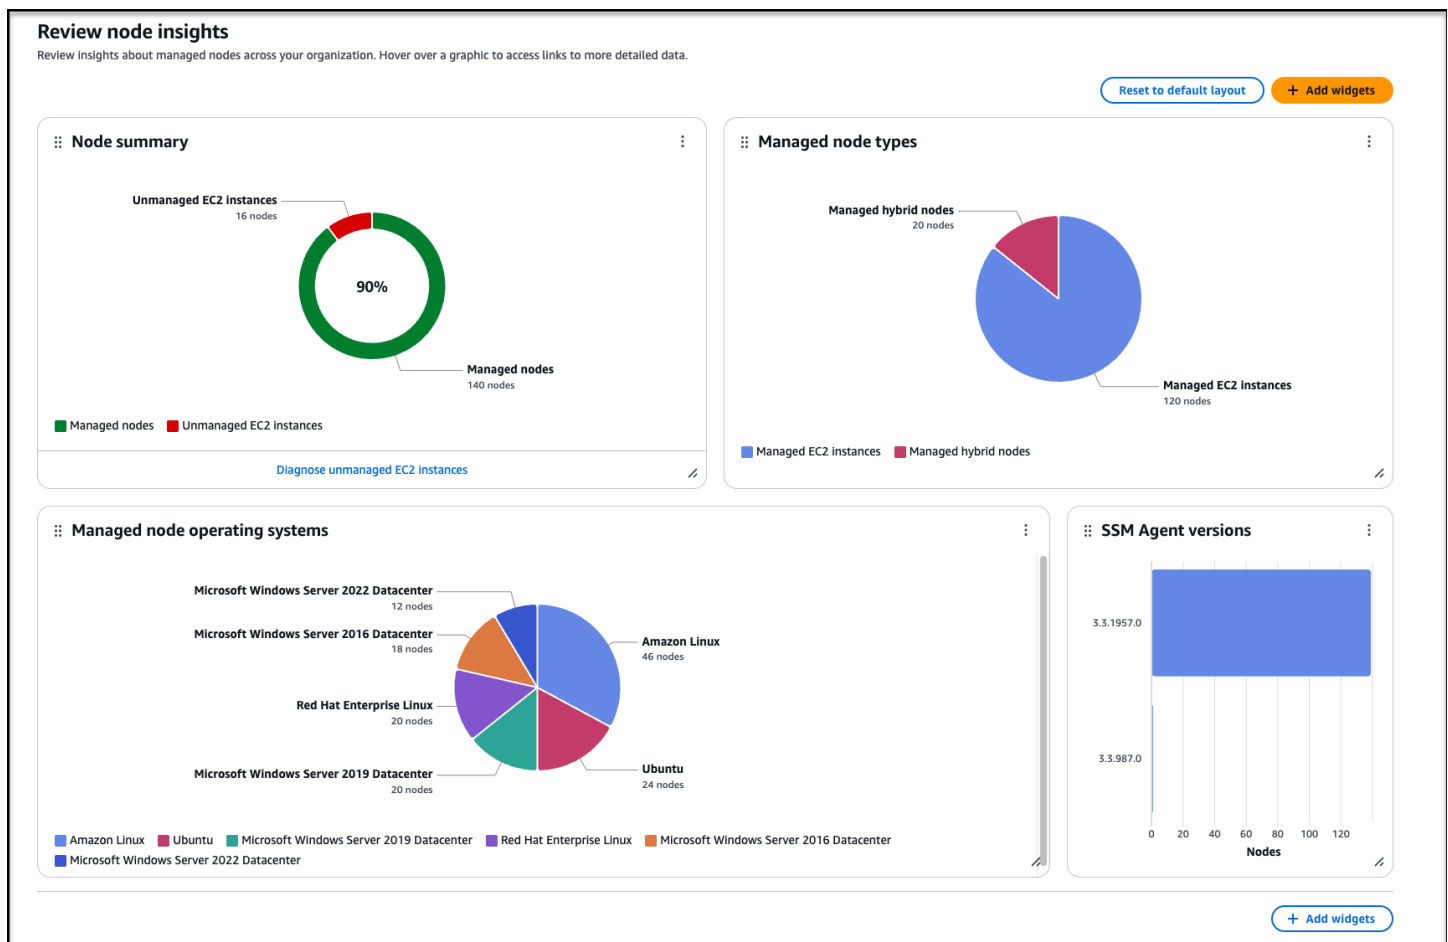 Review node insights
Review insights about managed nodes across your organization. Hover over a graphic to access links to more detailed data.
Reset to default layout
+ Add widgets
Node summary
Unmanaged EC2 instances
16 nodes
90%
Managed nodes
140 nodes
Managed nodes
Unmanaged EC2 instances
Diagnose unmanaged EC2 instances
Managed node types
Managed hybrid nodes
20 nodes
Managed EC2 instances
120 nodes
Managed EC2 instances
Managed hybrid nodes
Managed node operating systems
Microsoft Windows Server 2022 Datacenter
12 nodes
Microsoft Windows Server 2016 Datacenter
18 nodes
Amazon Linux
46 nodes
Red Hat Enterprise Linux
20 nodes
Microsoft Windows Server 2019 Datacenter
20 nodes
Ubuntu
24 nodes
Amazon Linux
Ubuntu
Microsoft Windows Server 2019 Datacenter
Red Hat Enterprise Linux
Microsoft Windows Server 2016 Datacenter
Microsoft Windows Server 2022 Datacenter
SSM Agent versions
3.3.1957.0
3.3.987.0
0 20 40 60 80 100 120
Nodes
+ Add widgets